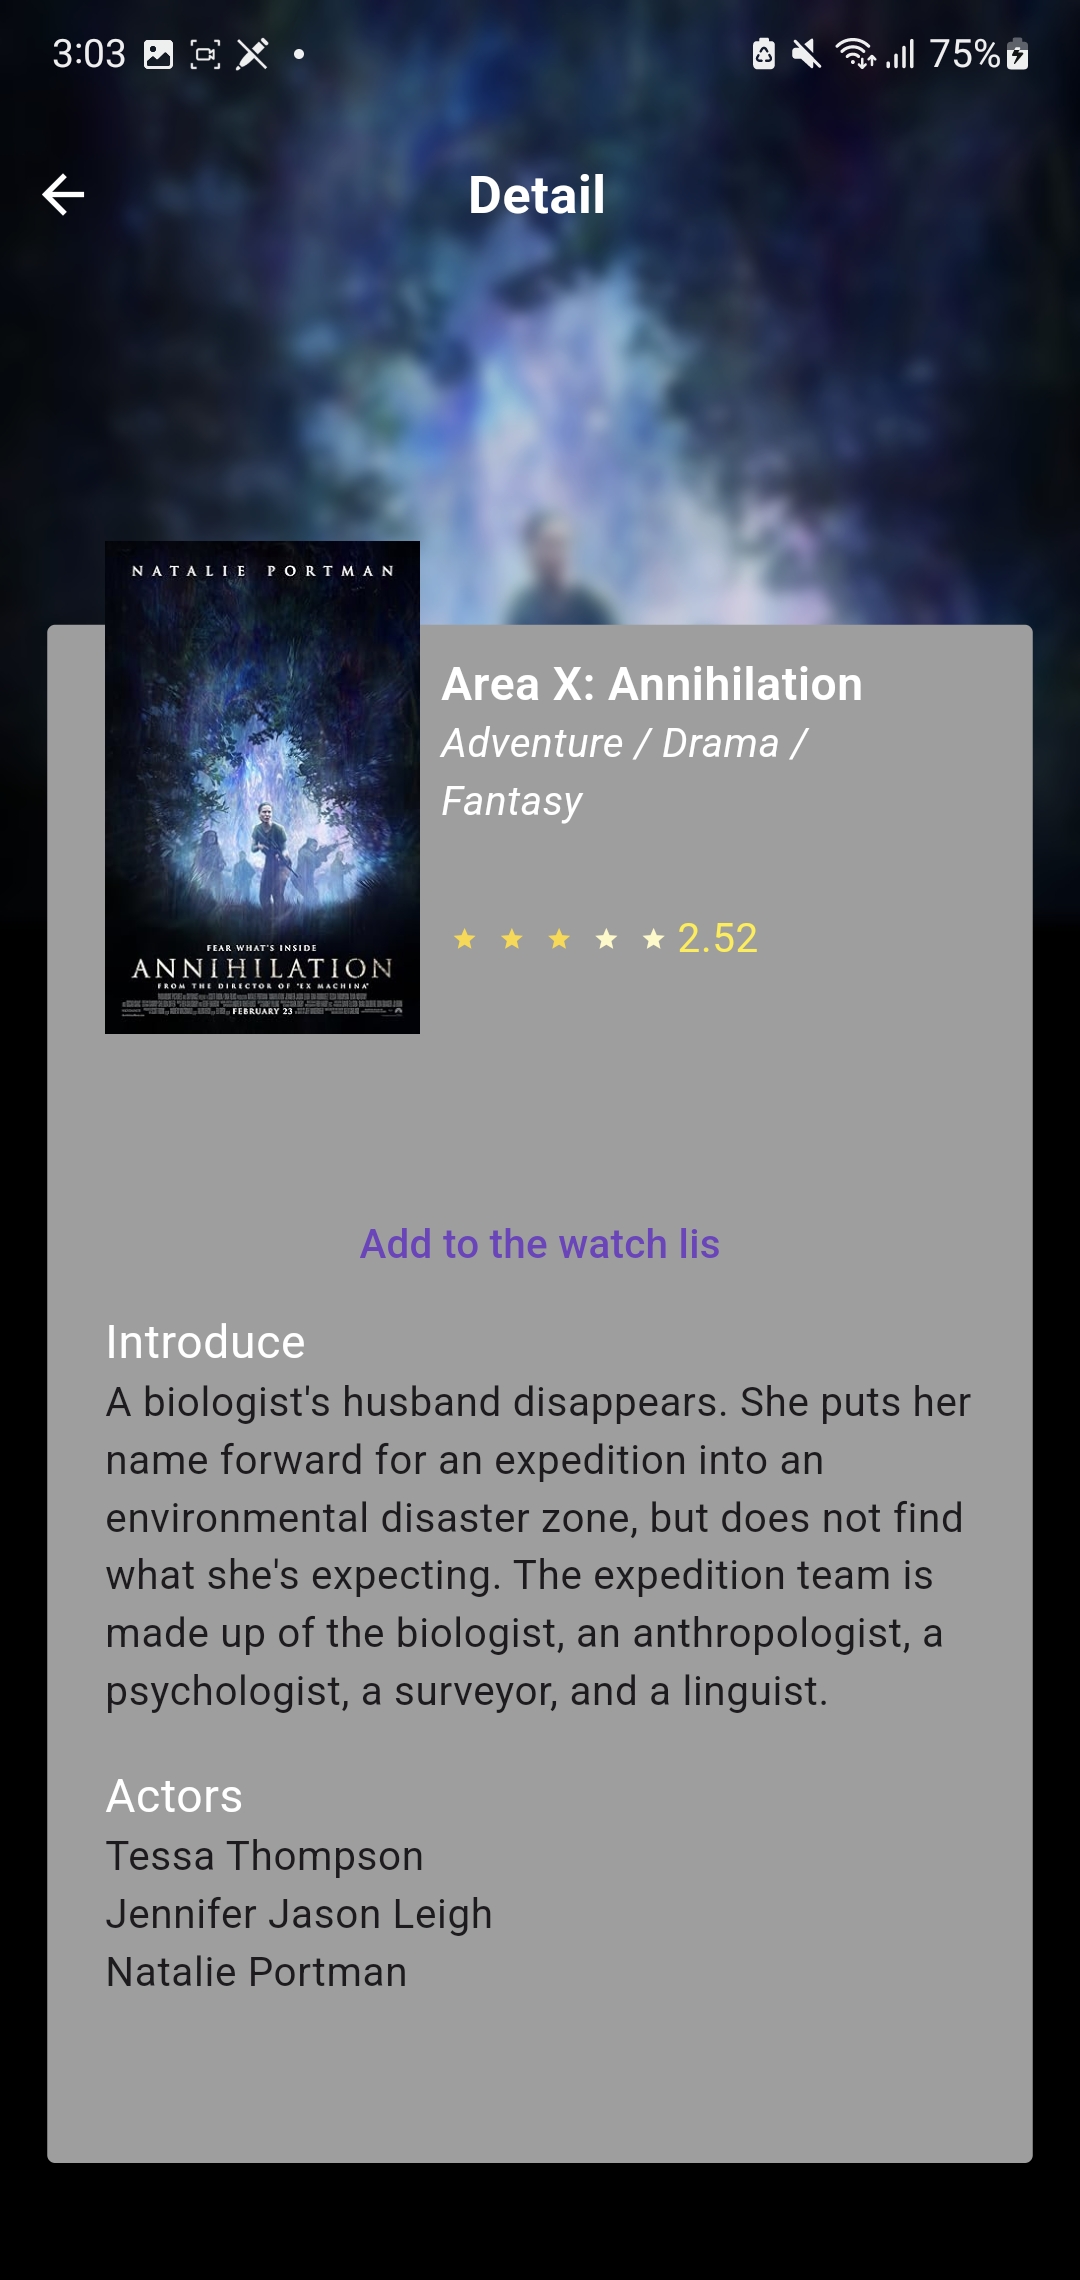 3:03
75%
Detail
NATALIE PORTMAN
FEAR WHAT'S INSIDE
ANNIHILATION
FROM THE DIRECTOR OF "EX MACHINA"
FEBRUARY 23
Area X: Annihilation
Adventure / Drama /
Fantasy
2.52
Add to the watch lis
Introduce
A biologist's husband disappears. She puts her
name forward for an expedition into an
environmental disaster zone, but does not find
what she's expecting. The expedition team is
made up of the biologist, an anthropologist, a
psychologist, a surveyor, and a linguist.
Actors
Tessa Thompson
Jennifer Jason Leigh
Natalie Portman